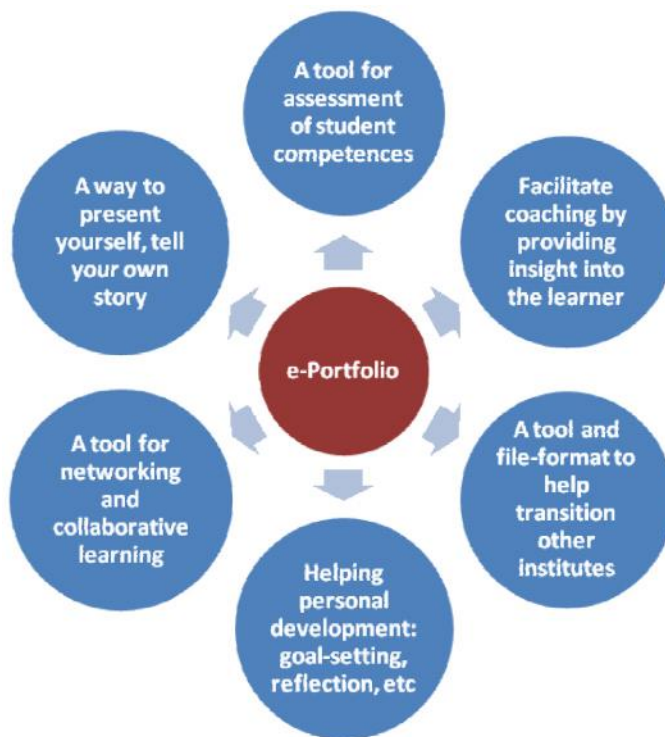 A tool for
assessment
of student
competences
A way to
present
yourself, tell
your own
story
Facilitate
coaching by
providing
insight into
the learner
e-Portfolio
A tool for
networking
and
collaborative
learning
A tool and
file-format to
help
transition
other
institutes
Helping
personal
development:
goal-setting,
reflection, etc